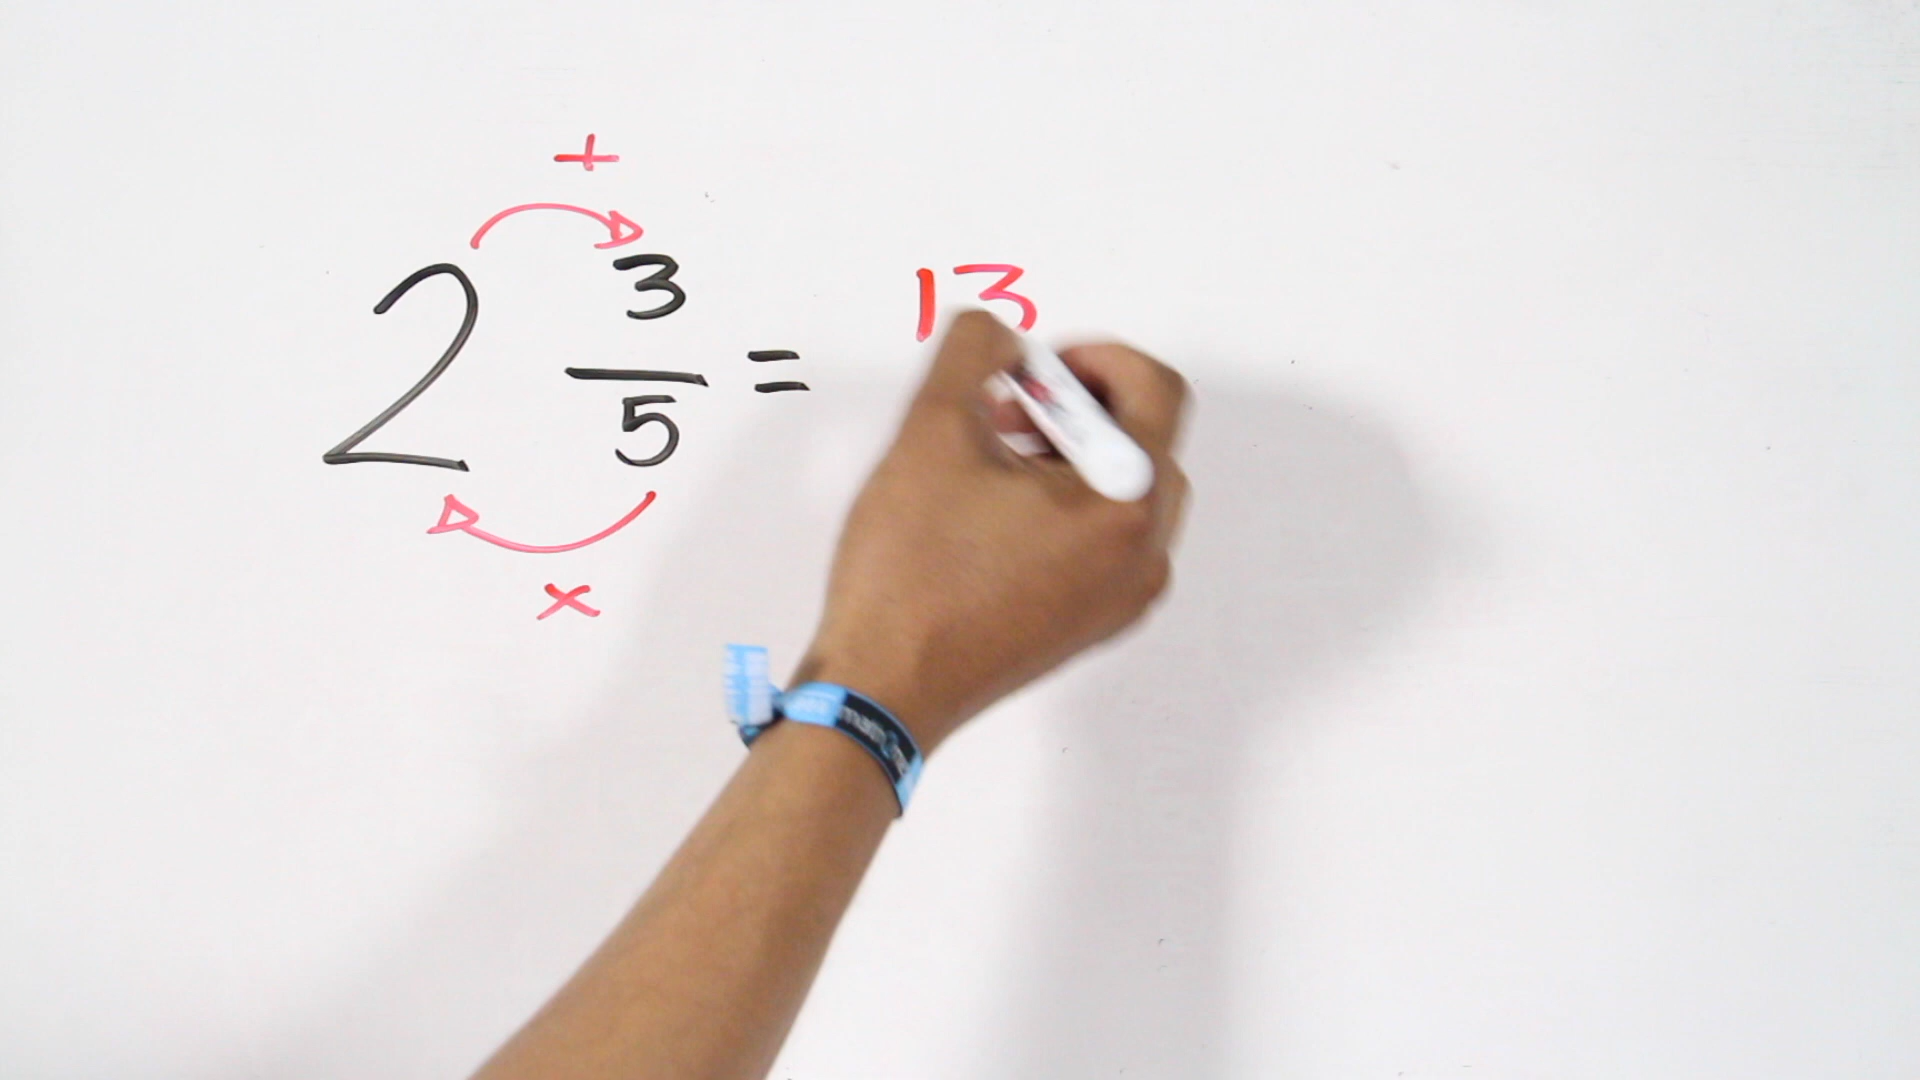 +
2 3/5 = 13
×